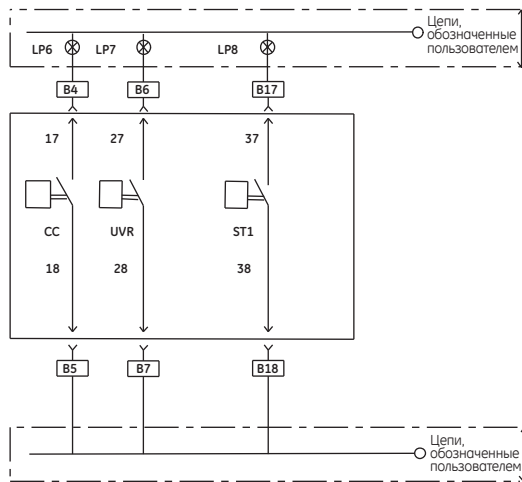 Цепи,
обозначенные
пользователем
LP6 LP7 LP8
B4 B6 B17
17 27 37
CC UVR ST1
18 28 38
B5 B7 B18
Цепи,
обозначенные
пользователем